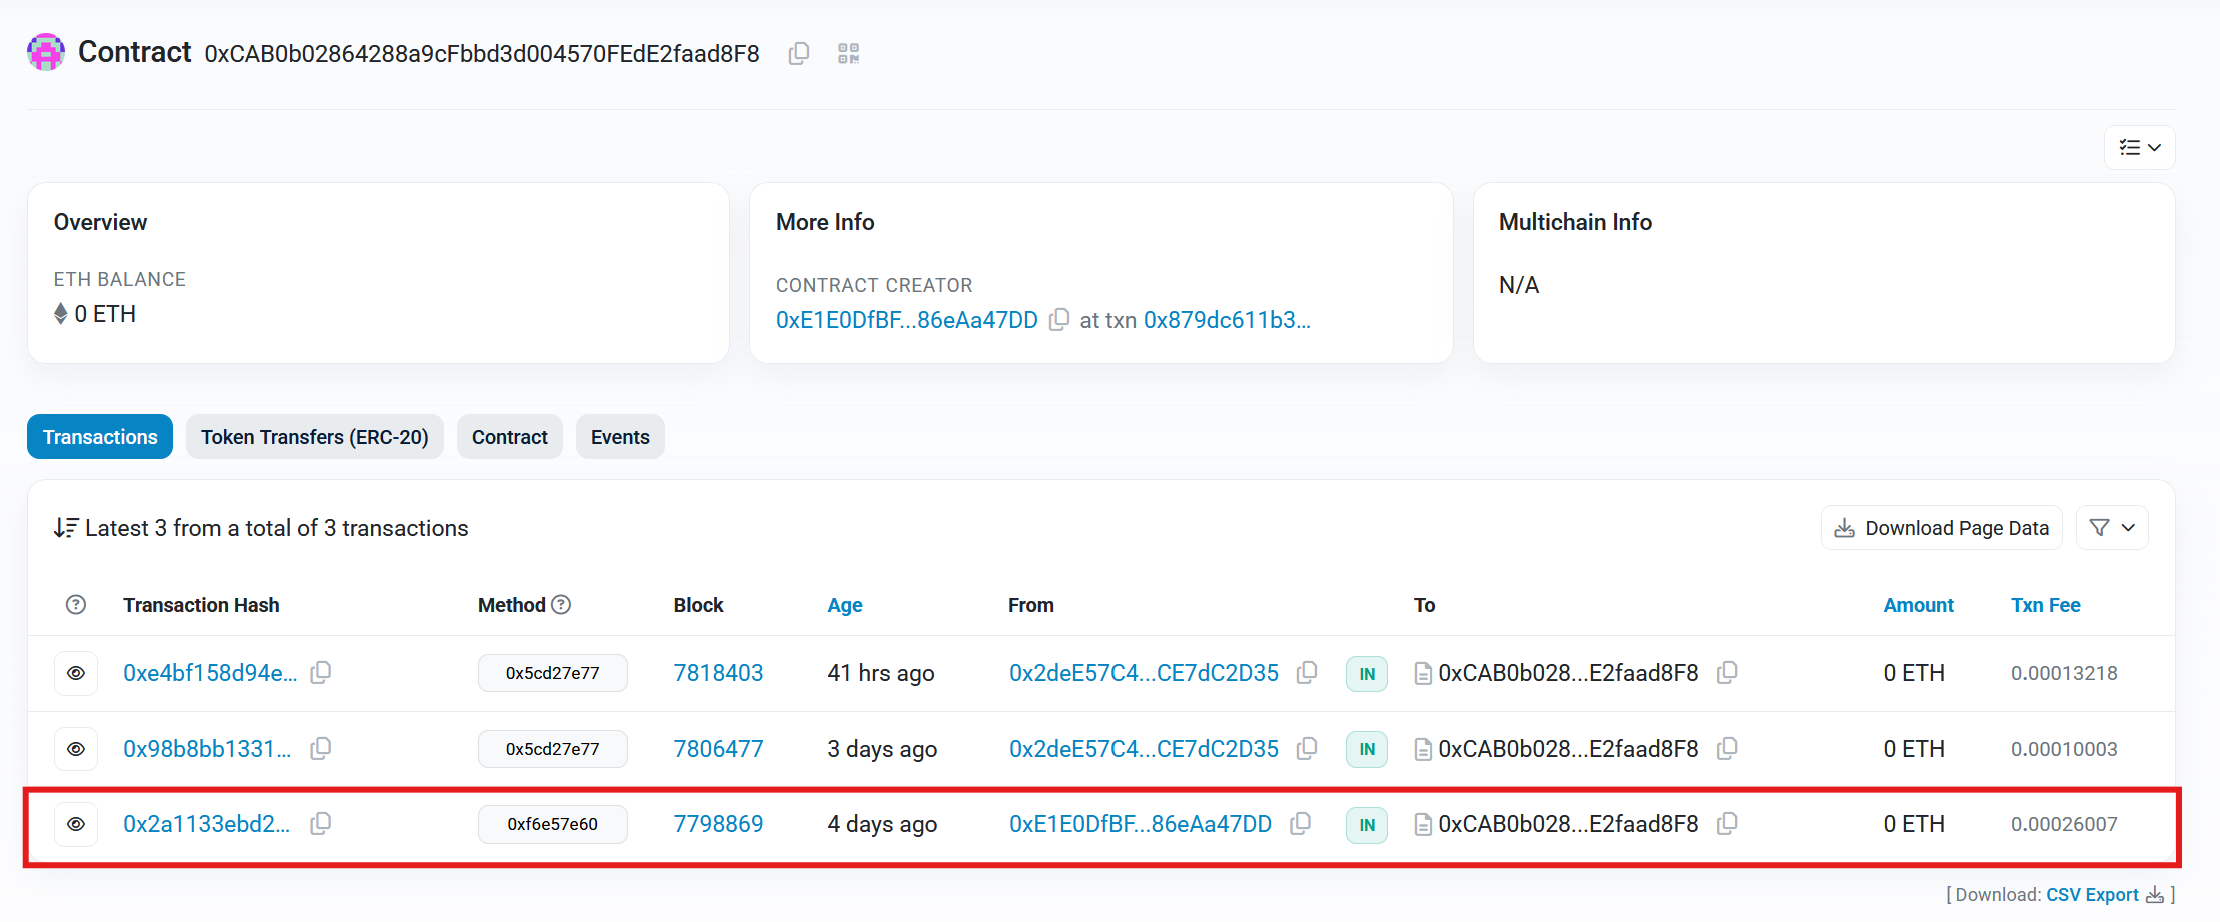 Contract 0xCAB0b02864288a9cFbbd3d004570FEdE2faad8F8
Overview
ETH BALANCE
0 ETH
More Info
CONTRACT CREATOR
0xE1E0DfBF...86eAa47DD at txn 0x879dc611b3...
Multichain Info
N/A
Transactions Token Transfers (ERC-20) Contract Events
Latest 3 from a total of 3 transactions Download Page Data
? Transaction Hash Method ? Block Age From To Amount Txn Fee
0xe4bf158d94e... 0x5cd27e77 7818403 41 hrs ago 0x2deE57C4...CE7dC2D35 IN 0xCAB0b028...E2faad8F8 0 ETH 0.00013218
0x98b8bb1331... 0x5cd27e77 7806477 3 days ago 0x2deE57C4...CE7dC2D35 IN 0xCAB0b028...E2faad8F8 0 ETH 0.00010003
0x2a1133ebd2... 0xf6e57e60 7798869 4 days ago 0xE1E0DfBF...86eAa47DD IN 0xCAB0b028...E2faad8F8 0 ETH 0.00026007
[ Download: CSV Export ]